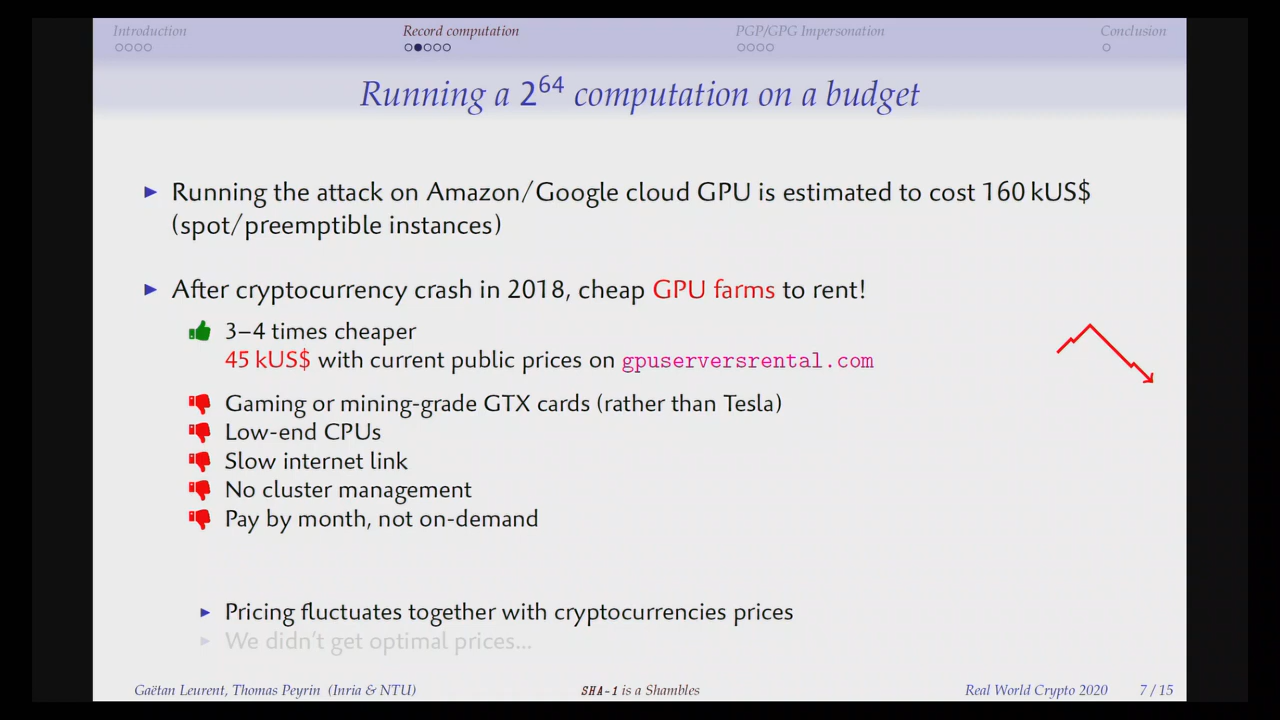 Introduction Record computation PGP/GPG Impersonation Conclusion
Running a 2^64 computation on a budget
Running the attack on Amazon/Google cloud GPU is estimated to cost 160 kUS$
(spot/preemptible instances)
After cryptocurrency crash in 2018, cheap GPU farms to rent!
3–4 times cheaper
45 kUS$ with current public prices on gpuserversrental.com
Gaming or mining-grade GTX cards (rather than Tesla)
Low-end CPUs
Slow internet link
No cluster management
Pay by month, not on-demand
Pricing fluctuates together with cryptocurrencies prices
We didn't get optimal prices...
Gaëtan Leurent, Thomas Peyrin (Inria & NTU) SHA-1 is a Shambles Real World Crypto 2020 7 / 15